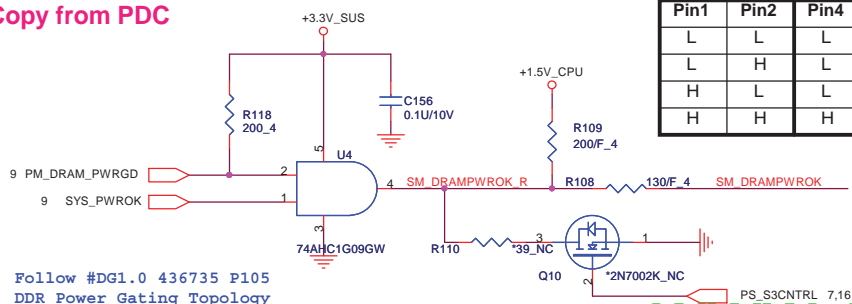 Copy from PDC
+3.3V_SUS
Pin1 Pin2 Pin4
L L L
L H L
H L L
H H H
+1.5V_CPU
C156
0.1U/10V
R118
200_4
R109
200/F_4
5
U4
9 PM_DRAM_PWRGD
2
9 SYS_PWROK
1
4
SM_DRAMPWROK_R
R108
130/F_4
SM_DRAMPWROK
3
74AHC1G09GW
R110
*39_NC
3
1
Q10
*2N7002K_NC
2
PS_S3CNTRL 7,16
Follow #DG1.0 436735 P105
DDR Power Gating Topology